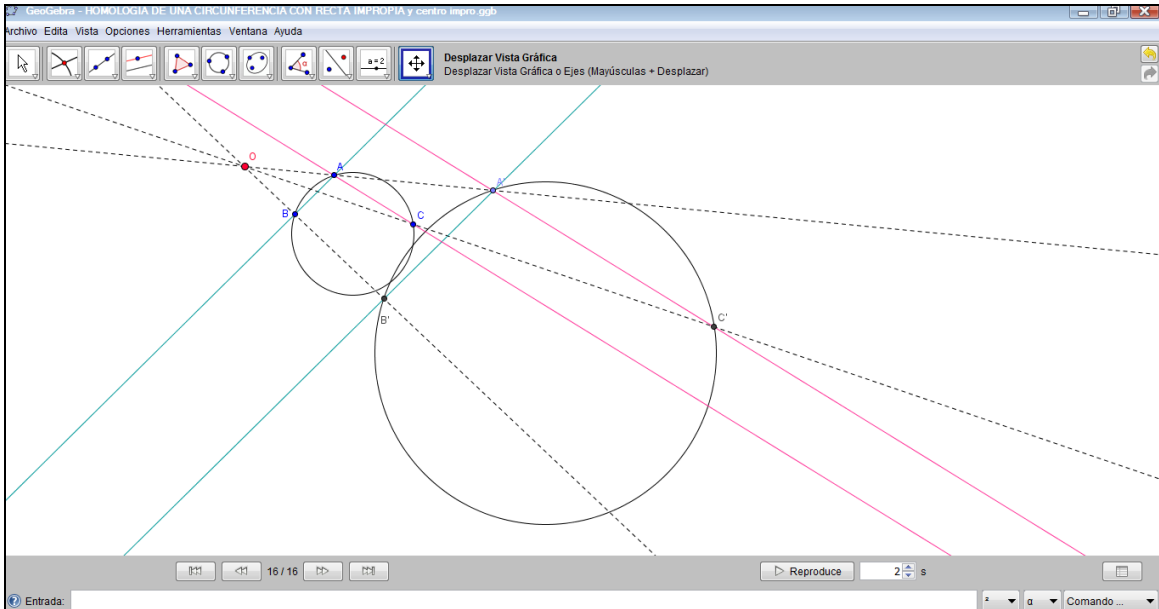 GeoGebra - HOMOLOGIA DE UNA CIRCUNFERENCIA CON RECTA IMPROPIA y centro impro.ggb
Archivo Edita Vista Opciones Herramientas Ventana Ayuda
a=2
Desplazar Vista Gráfica
Desplazar Vista Gráfica o Ejes (Mayúsculas + Desplazar)
O
A
A'
B
C
B'
C'
16 / 16
Reproduce
2
s
Entrada:
²
α
Comando ...